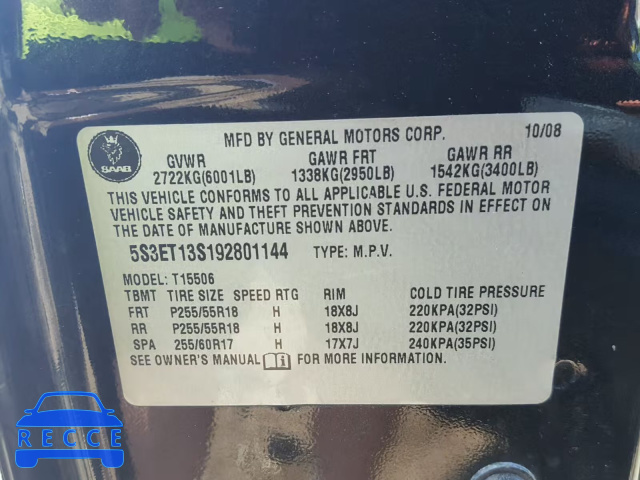 MFD BY GENERAL MOTORS CORP. 10/08
SAAB
GVWR GAWR FRT GAWR RR
2722KG(6001LB) 1338KG(2950LB) 1542KG(3400LB)
THIS VEHICLE CONFORMS TO ALL APPLICABLE U.S. FEDERAL MOTOR
VEHICLE SAFETY AND THEFT PREVENTION STANDARDS IN EFFECT ON
THE DATE OF MANUFACTURE SHOWN ABOVE.
5S3ET13S192801144 TYPE: M.P.V.
MODEL: T15506
TBMT TIRE SIZE SPEED RTG RIM COLD TIRE PRESSURE
FRT P255/55R18 H 18X8J 220KPA(32PSI)
RR P255/55R18 H 18X8J 220KPA(32PSI)
SPA 255/60R17 H 17X7J 240KPA(35PSI)
SEE OWNER'S MANUAL FOR MORE INFORMATION.
RECCE